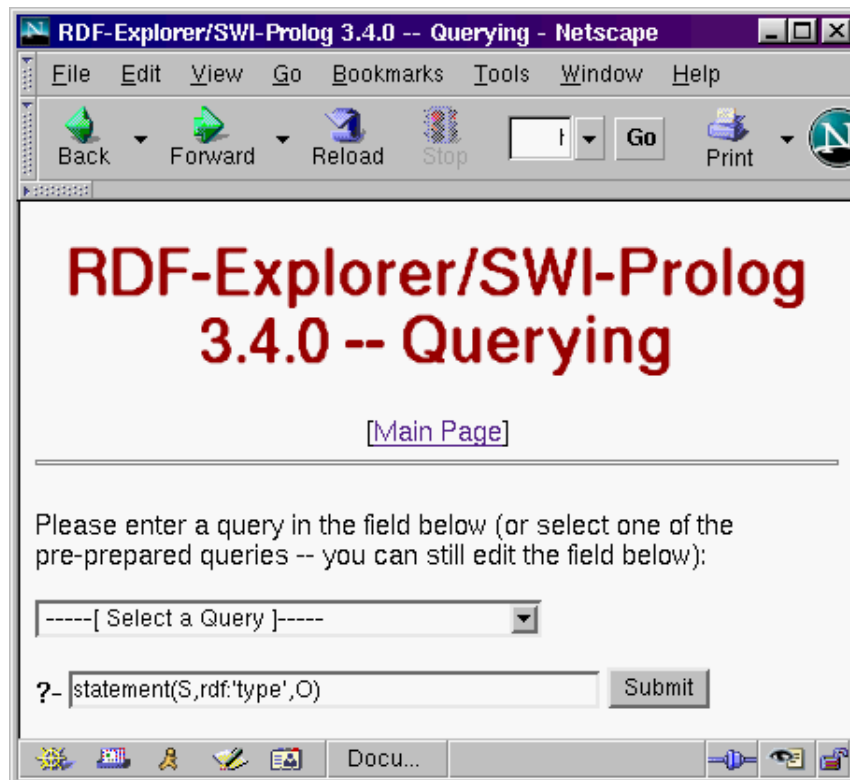 RDF-Explorer/SWI-Prolog 3.4.0 -- Querying - Netscape
File Edit View Go Bookmarks Tools Window Help
Back Forward Reload Stop Go Print
RDF-Explorer/SWI-Prolog
3.4.0 -- Querying
[Main Page]
Please enter a query in the field below (or select one of the
pre-prepared queries -- you can still edit the field below):
-----[ Select a Query ]-----
?- statement(S,rdf:'type',O) Submit
Docu...